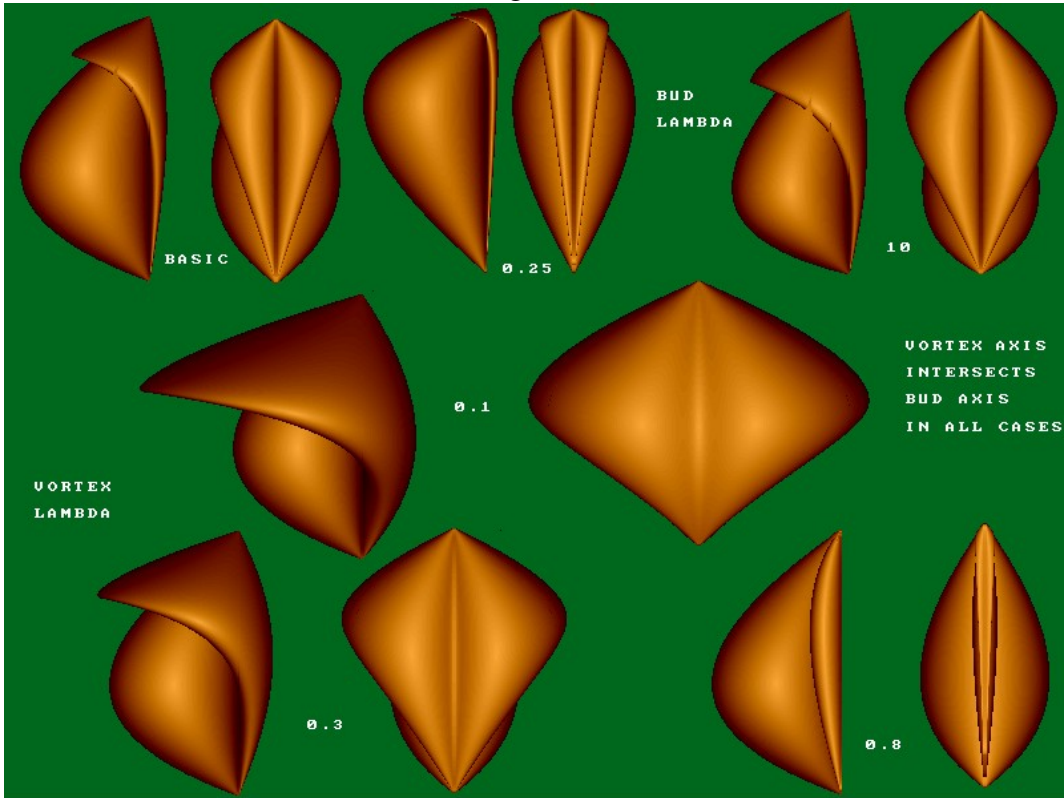 BUD
LAMBDA
BASIC
0.25
10
VORTEX AXIS
INTERSECTS
BUD AXIS
IN ALL CASES
0.1
VORTEX
LAMBDA
0.3
0.8